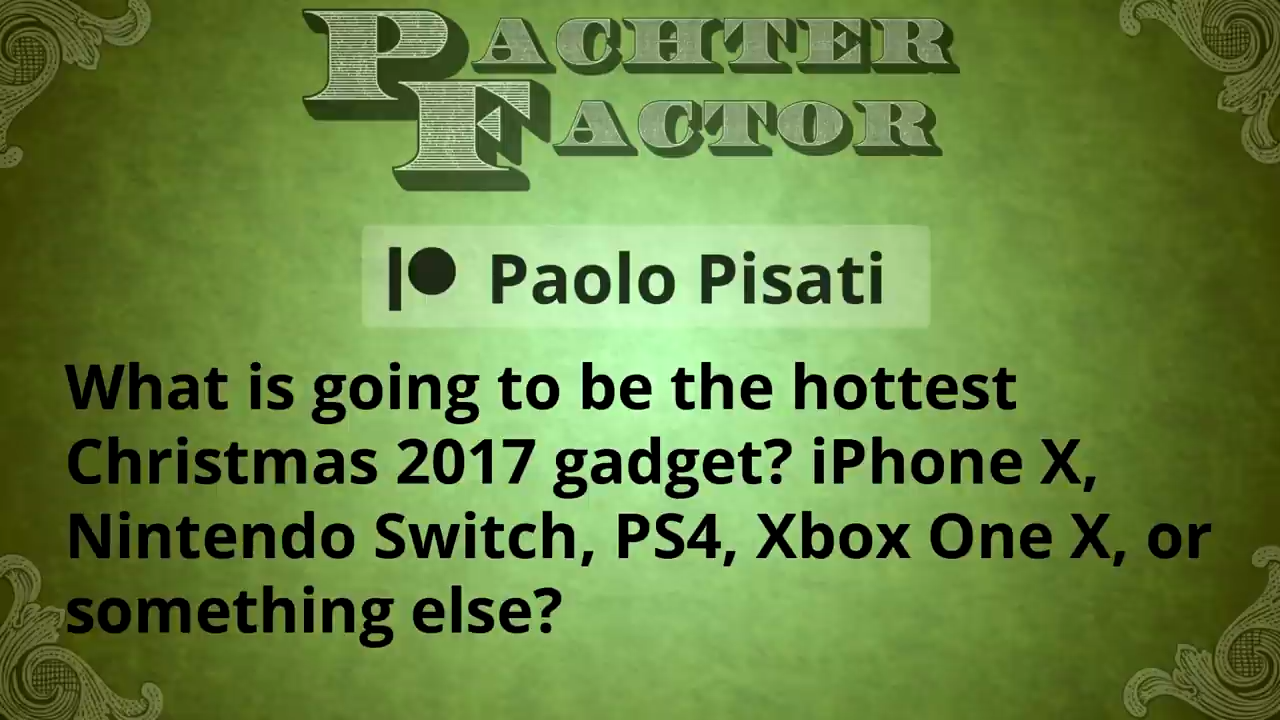 PACHTER
FACTOR
Paolo Pisati
What is going to be the hottest
Christmas 2017 gadget? iPhone X,
Nintendo Switch, PS4, Xbox One X, or
something else?